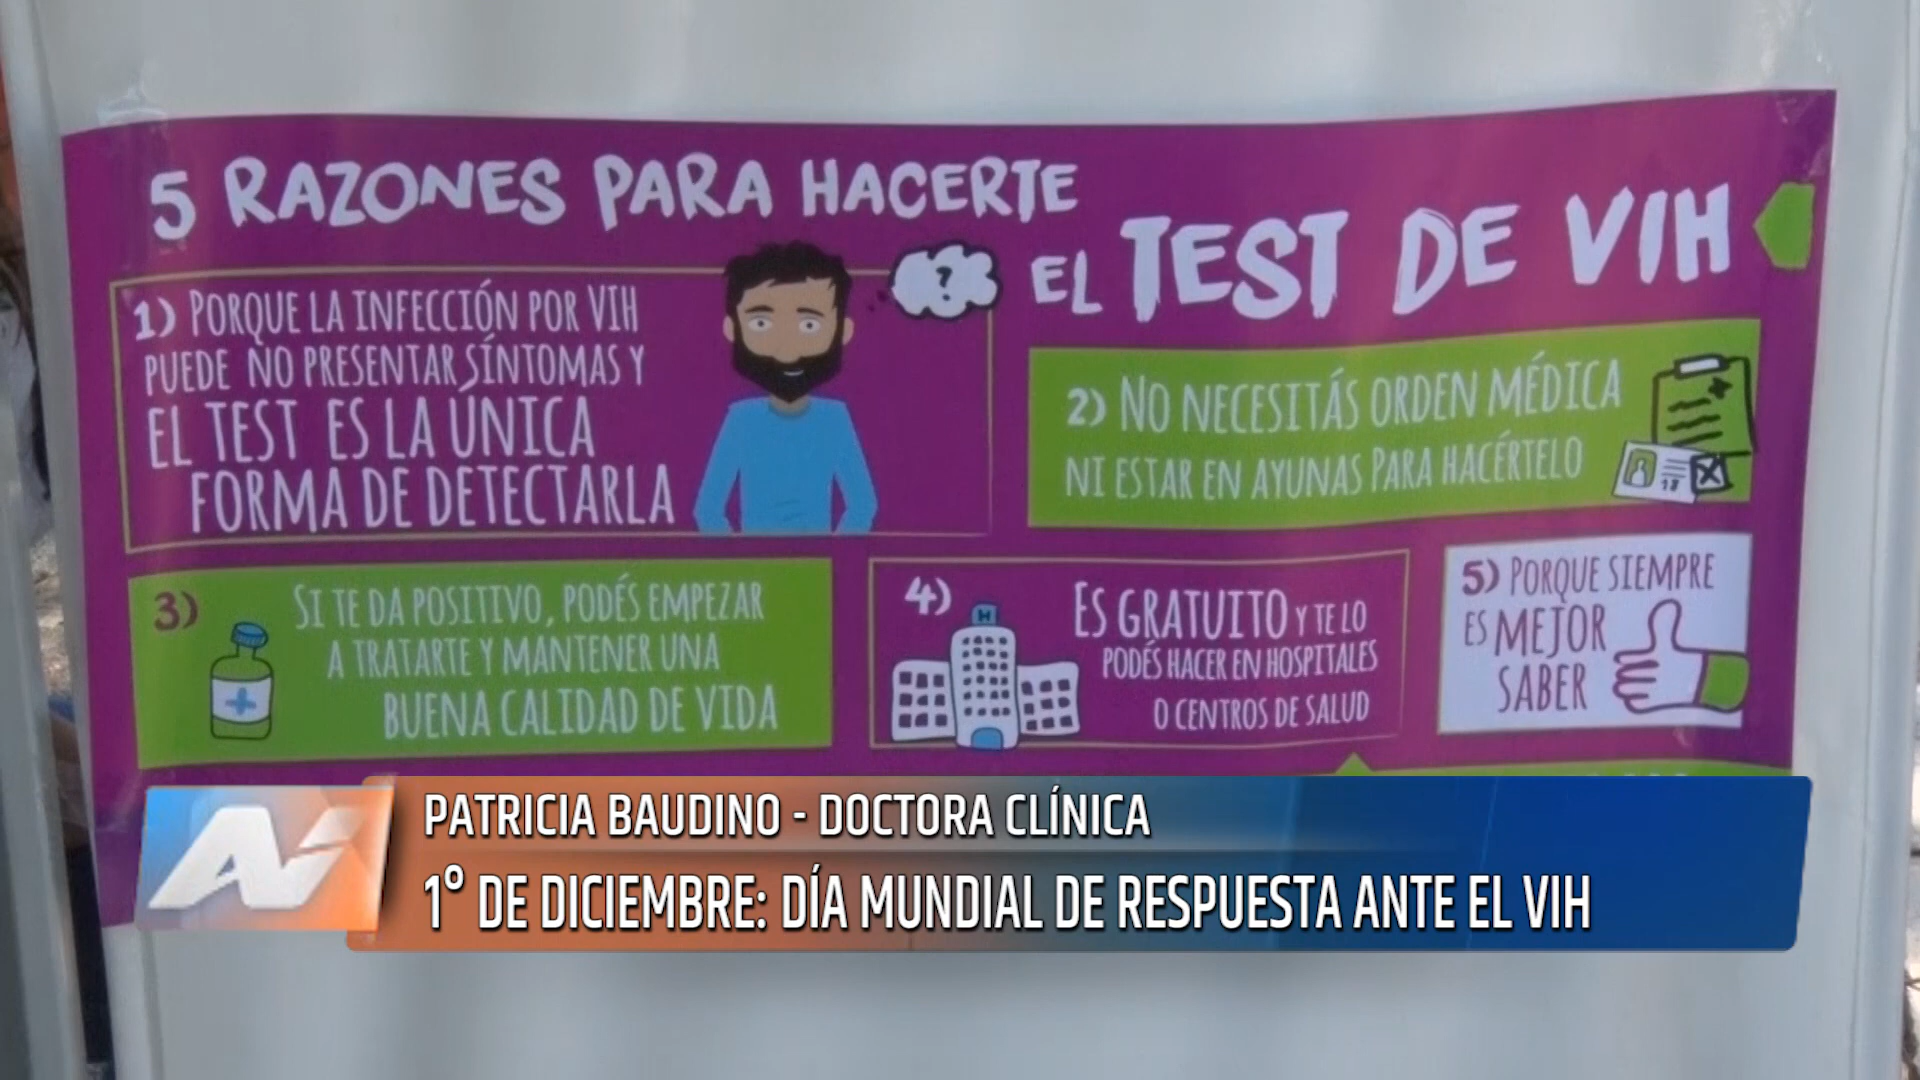 5 RAZONES PARA HACERTE
EL TEST DE VIH
1) PORQUE LA INFECCIÓN POR VIH
PUEDE NO PRESENTAR SÍNTOMAS Y
EL TEST ES LA ÚNICA
FORMA DE DETECTARLA
?
2) NO NECESITÁS ORDEN MÉDICA
NI ESTAR EN AYUNAS PARA HACÉRTELO
18
3) SI TE DA POSITIVO, PODÉS EMPEZAR
A TRATARTE Y MANTENER UNA
BUENA CALIDAD DE VIDA
4) ES GRATUITO Y TE LO
PODÉS HACER EN HOSPITALES
O CENTROS DE SALUD
H
5) PORQUE SIEMPRE
ES MEJOR
SABER
PATRICIA BAUDINO - DOCTORA CLÍNICA
1° DE DICIEMBRE: DÍA MUNDIAL DE RESPUESTA ANTE EL VIH